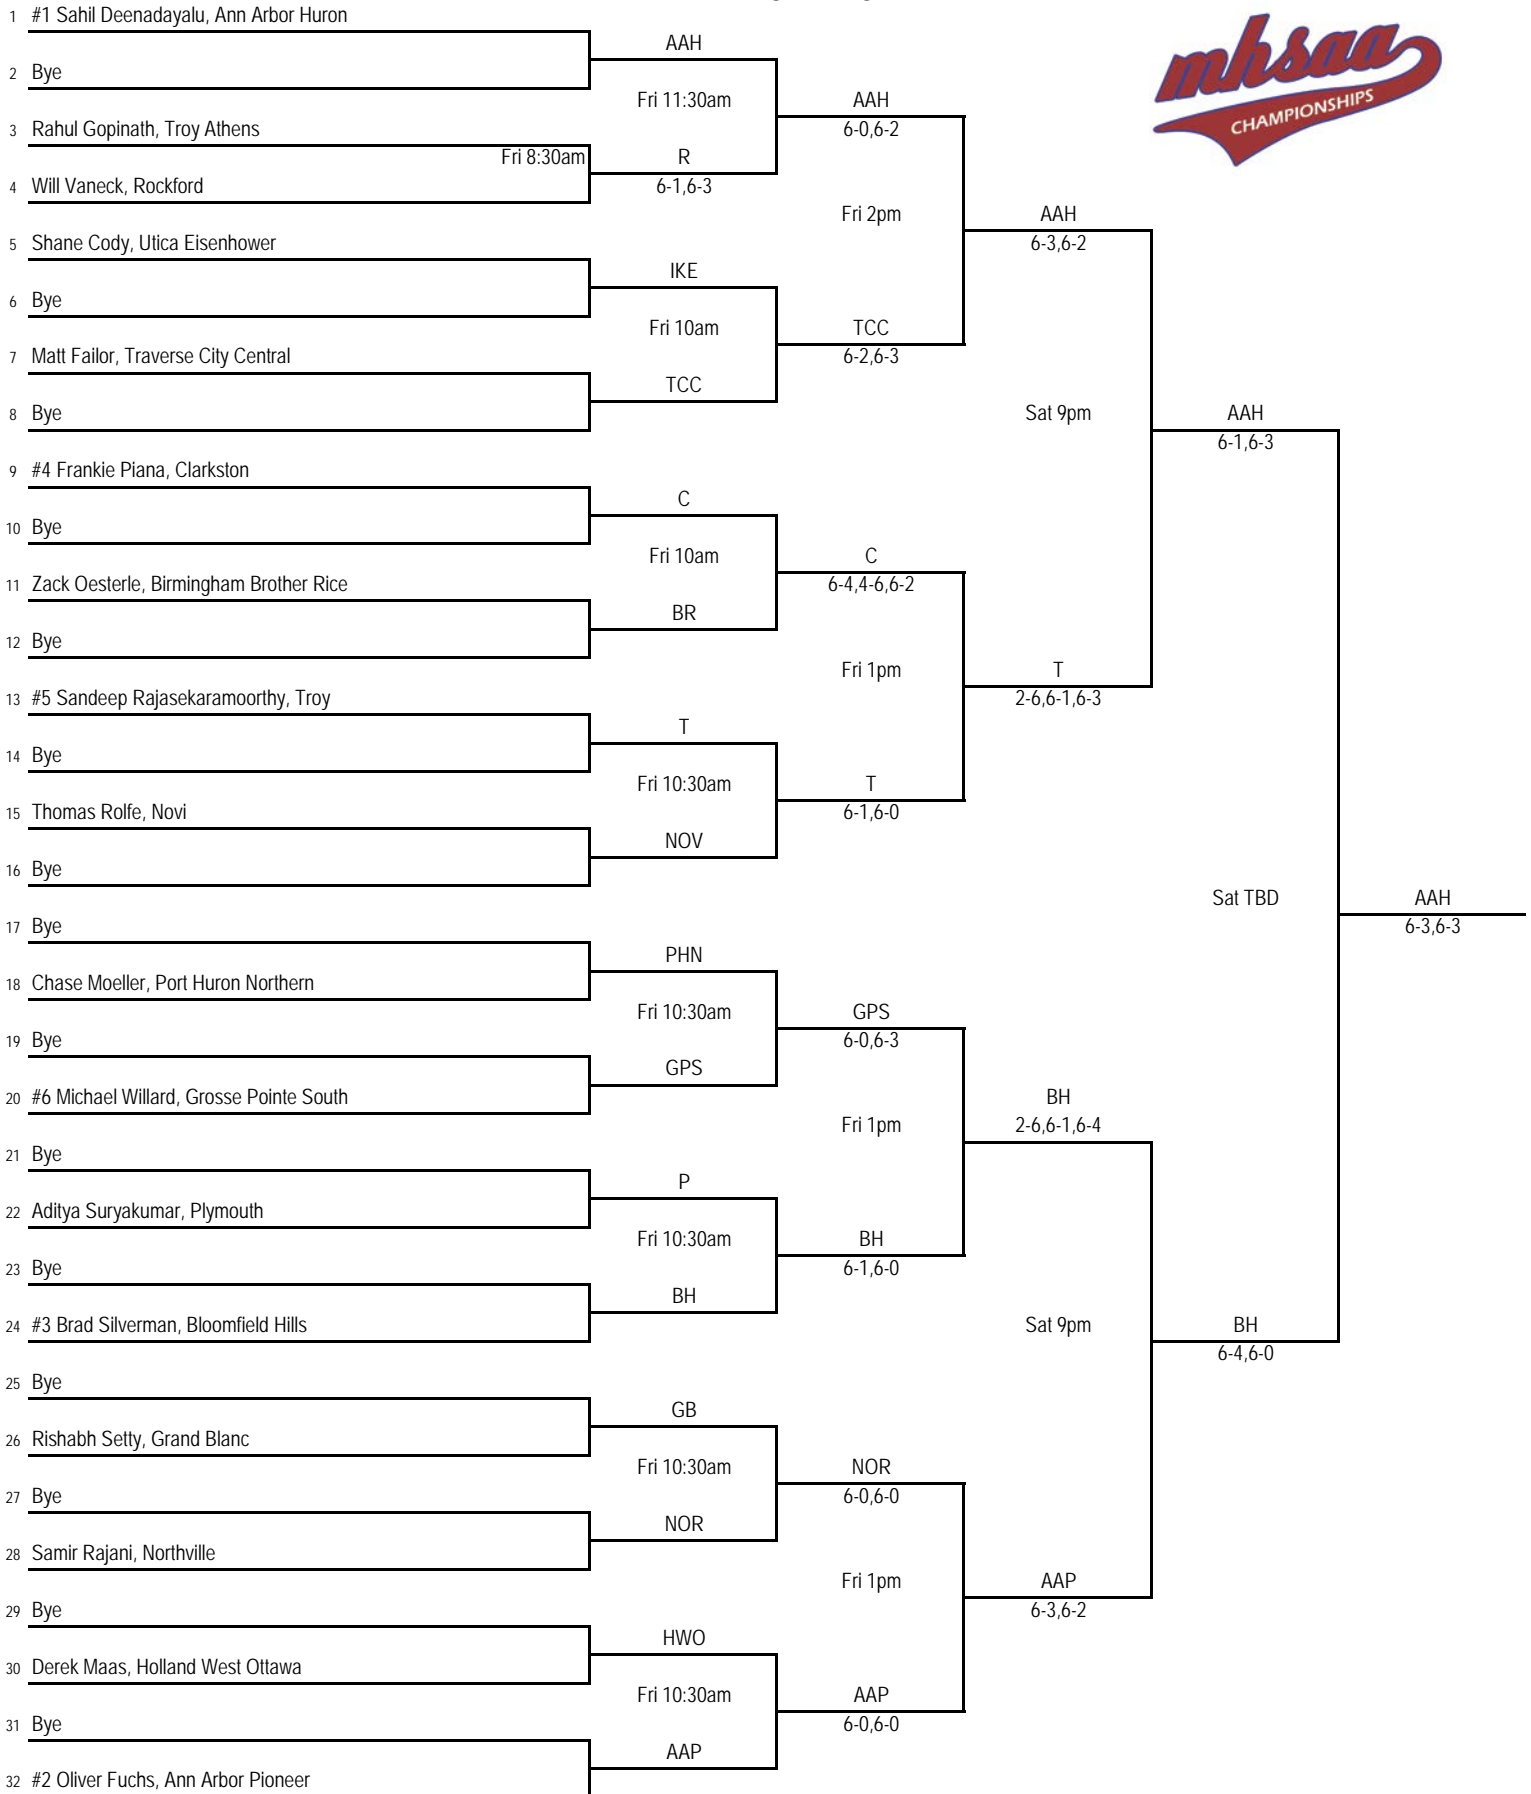 1 #1 Sahil Deenadayalu, Ann Arbor Huron
AAH
2 Bye
Fri 11:30am
AAH
6-0,6-2
3 Rahul Gopinath, Troy Athens
Fri 8:30am
R
6-1,6-3
4 Will Vaneck, Rockford
Fri 2pm
AAH
6-3,6-2
5 Shane Cody, Utica Eisenhower
IKE
6 Bye
Fri 10am
TCC
6-2,6-3
7 Matt Failor, Traverse City Central
TCC
8 Bye
Sat 9pm
AAH
6-1,6-3
9 #4 Frankie Piana, Clarkston
C
10 Bye
Fri 10am
C
6-4,4-6,6-2
11 Zack Oesterle, Birmingham Brother Rice
BR
12 Bye
Fri 1pm
T
2-6,6-1,6-3
13 #5 Sandeep Rajasekaramoorthy, Troy
T
14 Bye
Fri 10:30am
T
6-1,6-0
15 Thomas Rolfe, Novi
NOV
16 Bye
Sat TBD
AAH
6-3,6-3
17 Bye
PHN
18 Chase Moeller, Port Huron Northern
Fri 10:30am
GPS
6-0,6-3
19 Bye
GPS
20 #6 Michael Willard, Grosse Pointe South
BH
Fri 1pm
2-6,6-1,6-4
21 Bye
P
22 Aditya Suryakumar, Plymouth
Fri 10:30am
BH
6-1,6-0
23 Bye
BH
24 #3 Brad Silverman, Bloomfield Hills
Sat 9pm
BH
6-4,6-0
25 Bye
GB
26 Rishabh Setty, Grand Blanc
Fri 10:30am
NOR
6-0,6-0
27 Bye
NOR
28 Samir Rajani, Northville
Fri 1pm
AAP
6-3,6-2
29 Bye
HWO
30 Derek Maas, Holland West Ottawa
Fri 10:30am
AAP
6-0,6-0
31 Bye
AAP
32 #2 Oliver Fuchs, Ann Arbor Pioneer
mhsaa
CHAMPIONSHIPS